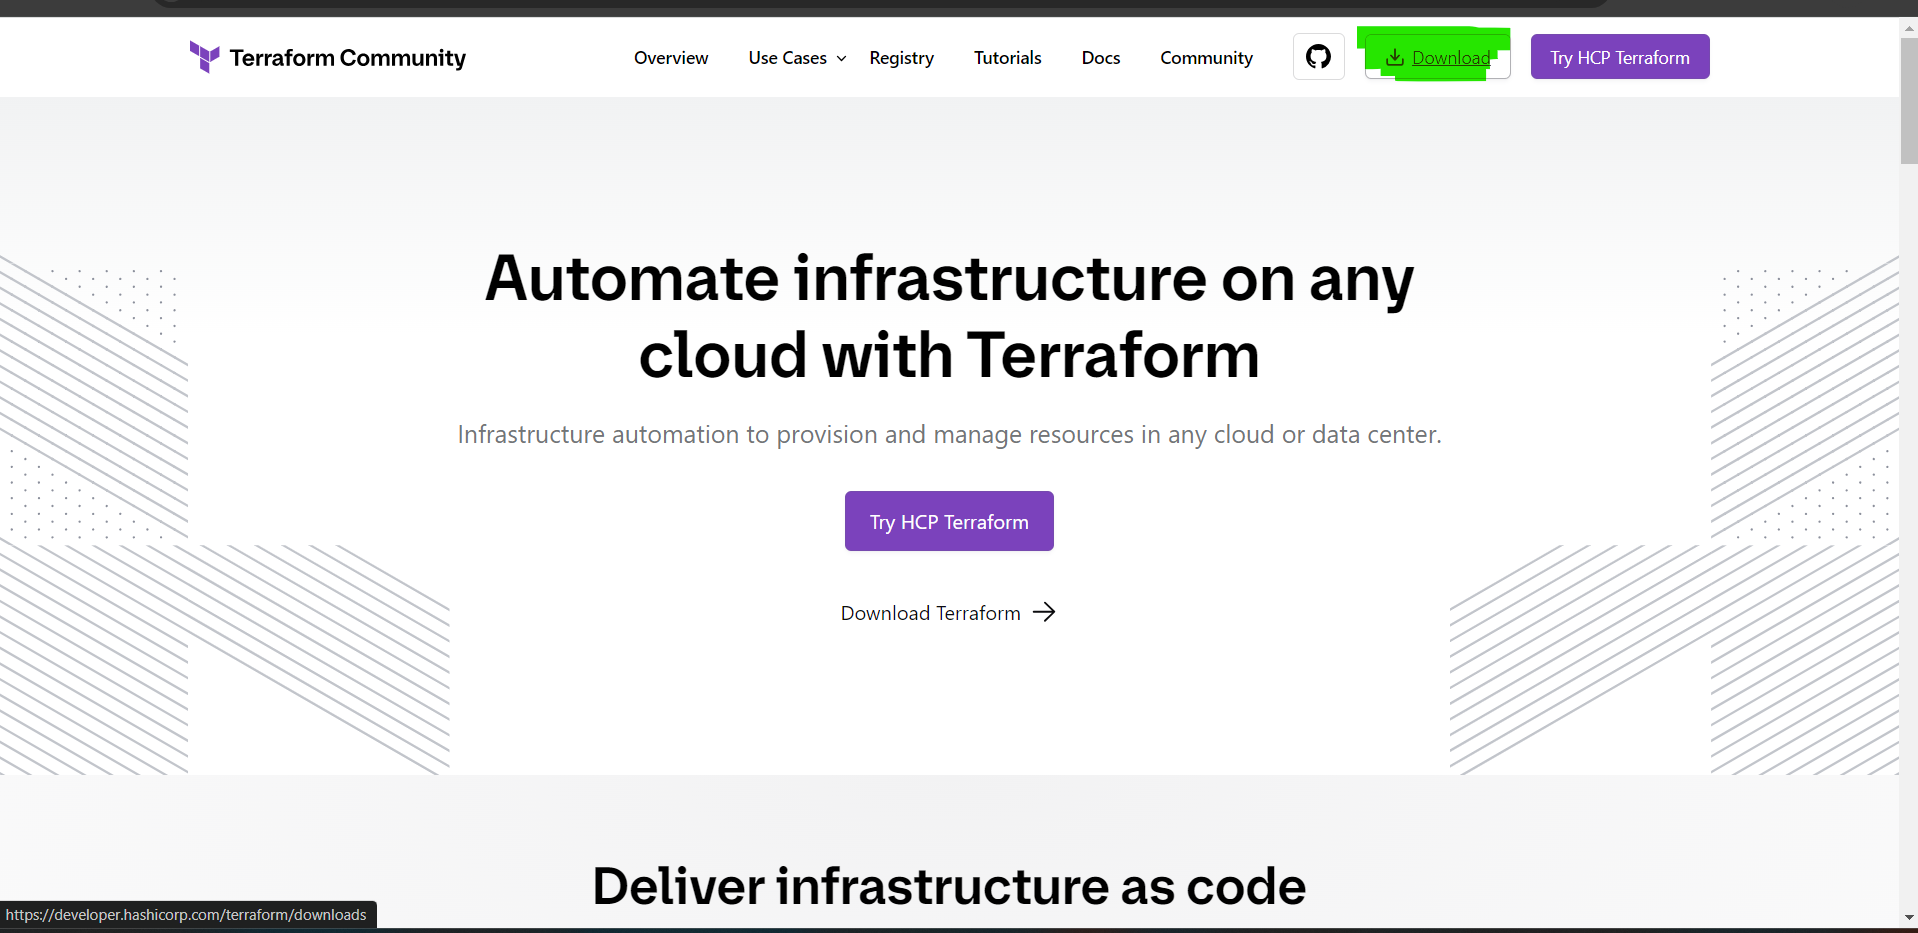 Terraform Community
Overview
Use Cases
Registry
Tutorials
Docs
Community
Download
Try HCP Terraform
Automate infrastructure on any
cloud with Terraform
Infrastructure automation to provision and manage resources in any cloud or data center.
Try HCP Terraform
Download Terraform
Deliver infrastructure as code
https://developer.hashicorp.com/terraform/downloads